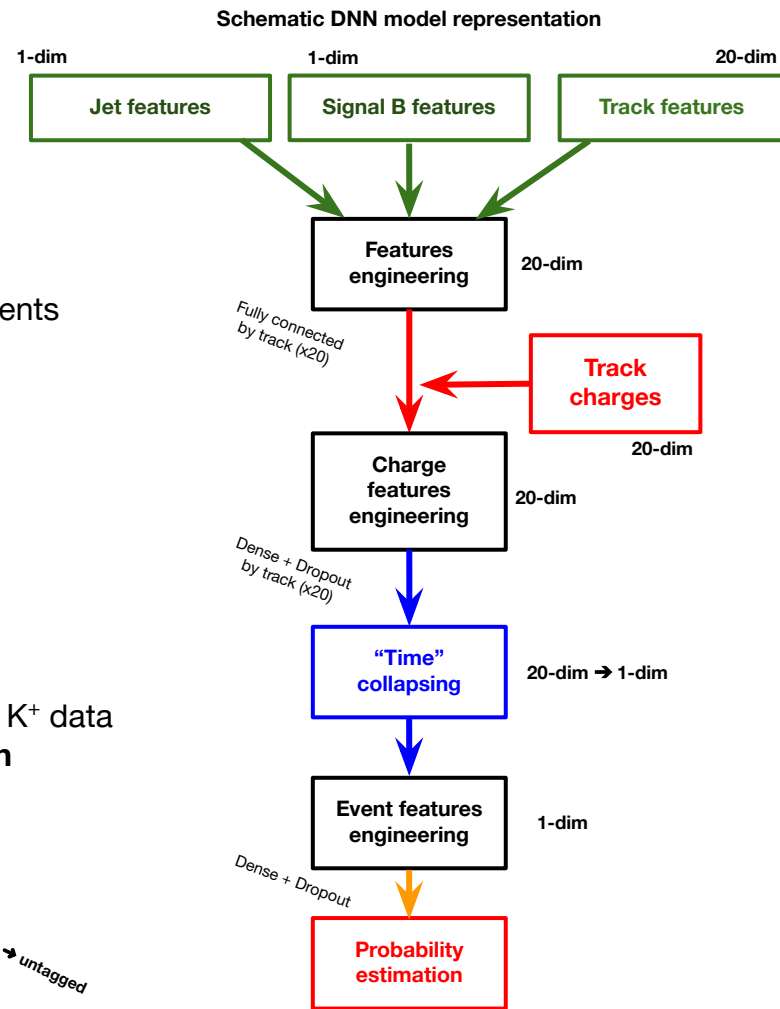 Schematic DNN model representation
1-dim
1-dim
20-dim
Jet features
Signal B features
Track features
Features
engineering
20-dim
ents
Fully connected
by track (x20)
Track
charges
20-dim
Charge
features
engineering
20-dim
Dense + Dropout
by track (x20)
“Time”
collapsing
20-dim ➔ 1-dim
K⁺ data
n
Event features
engineering
1-dim
Dense + Dropout
Probability
estimation
➔ untagged